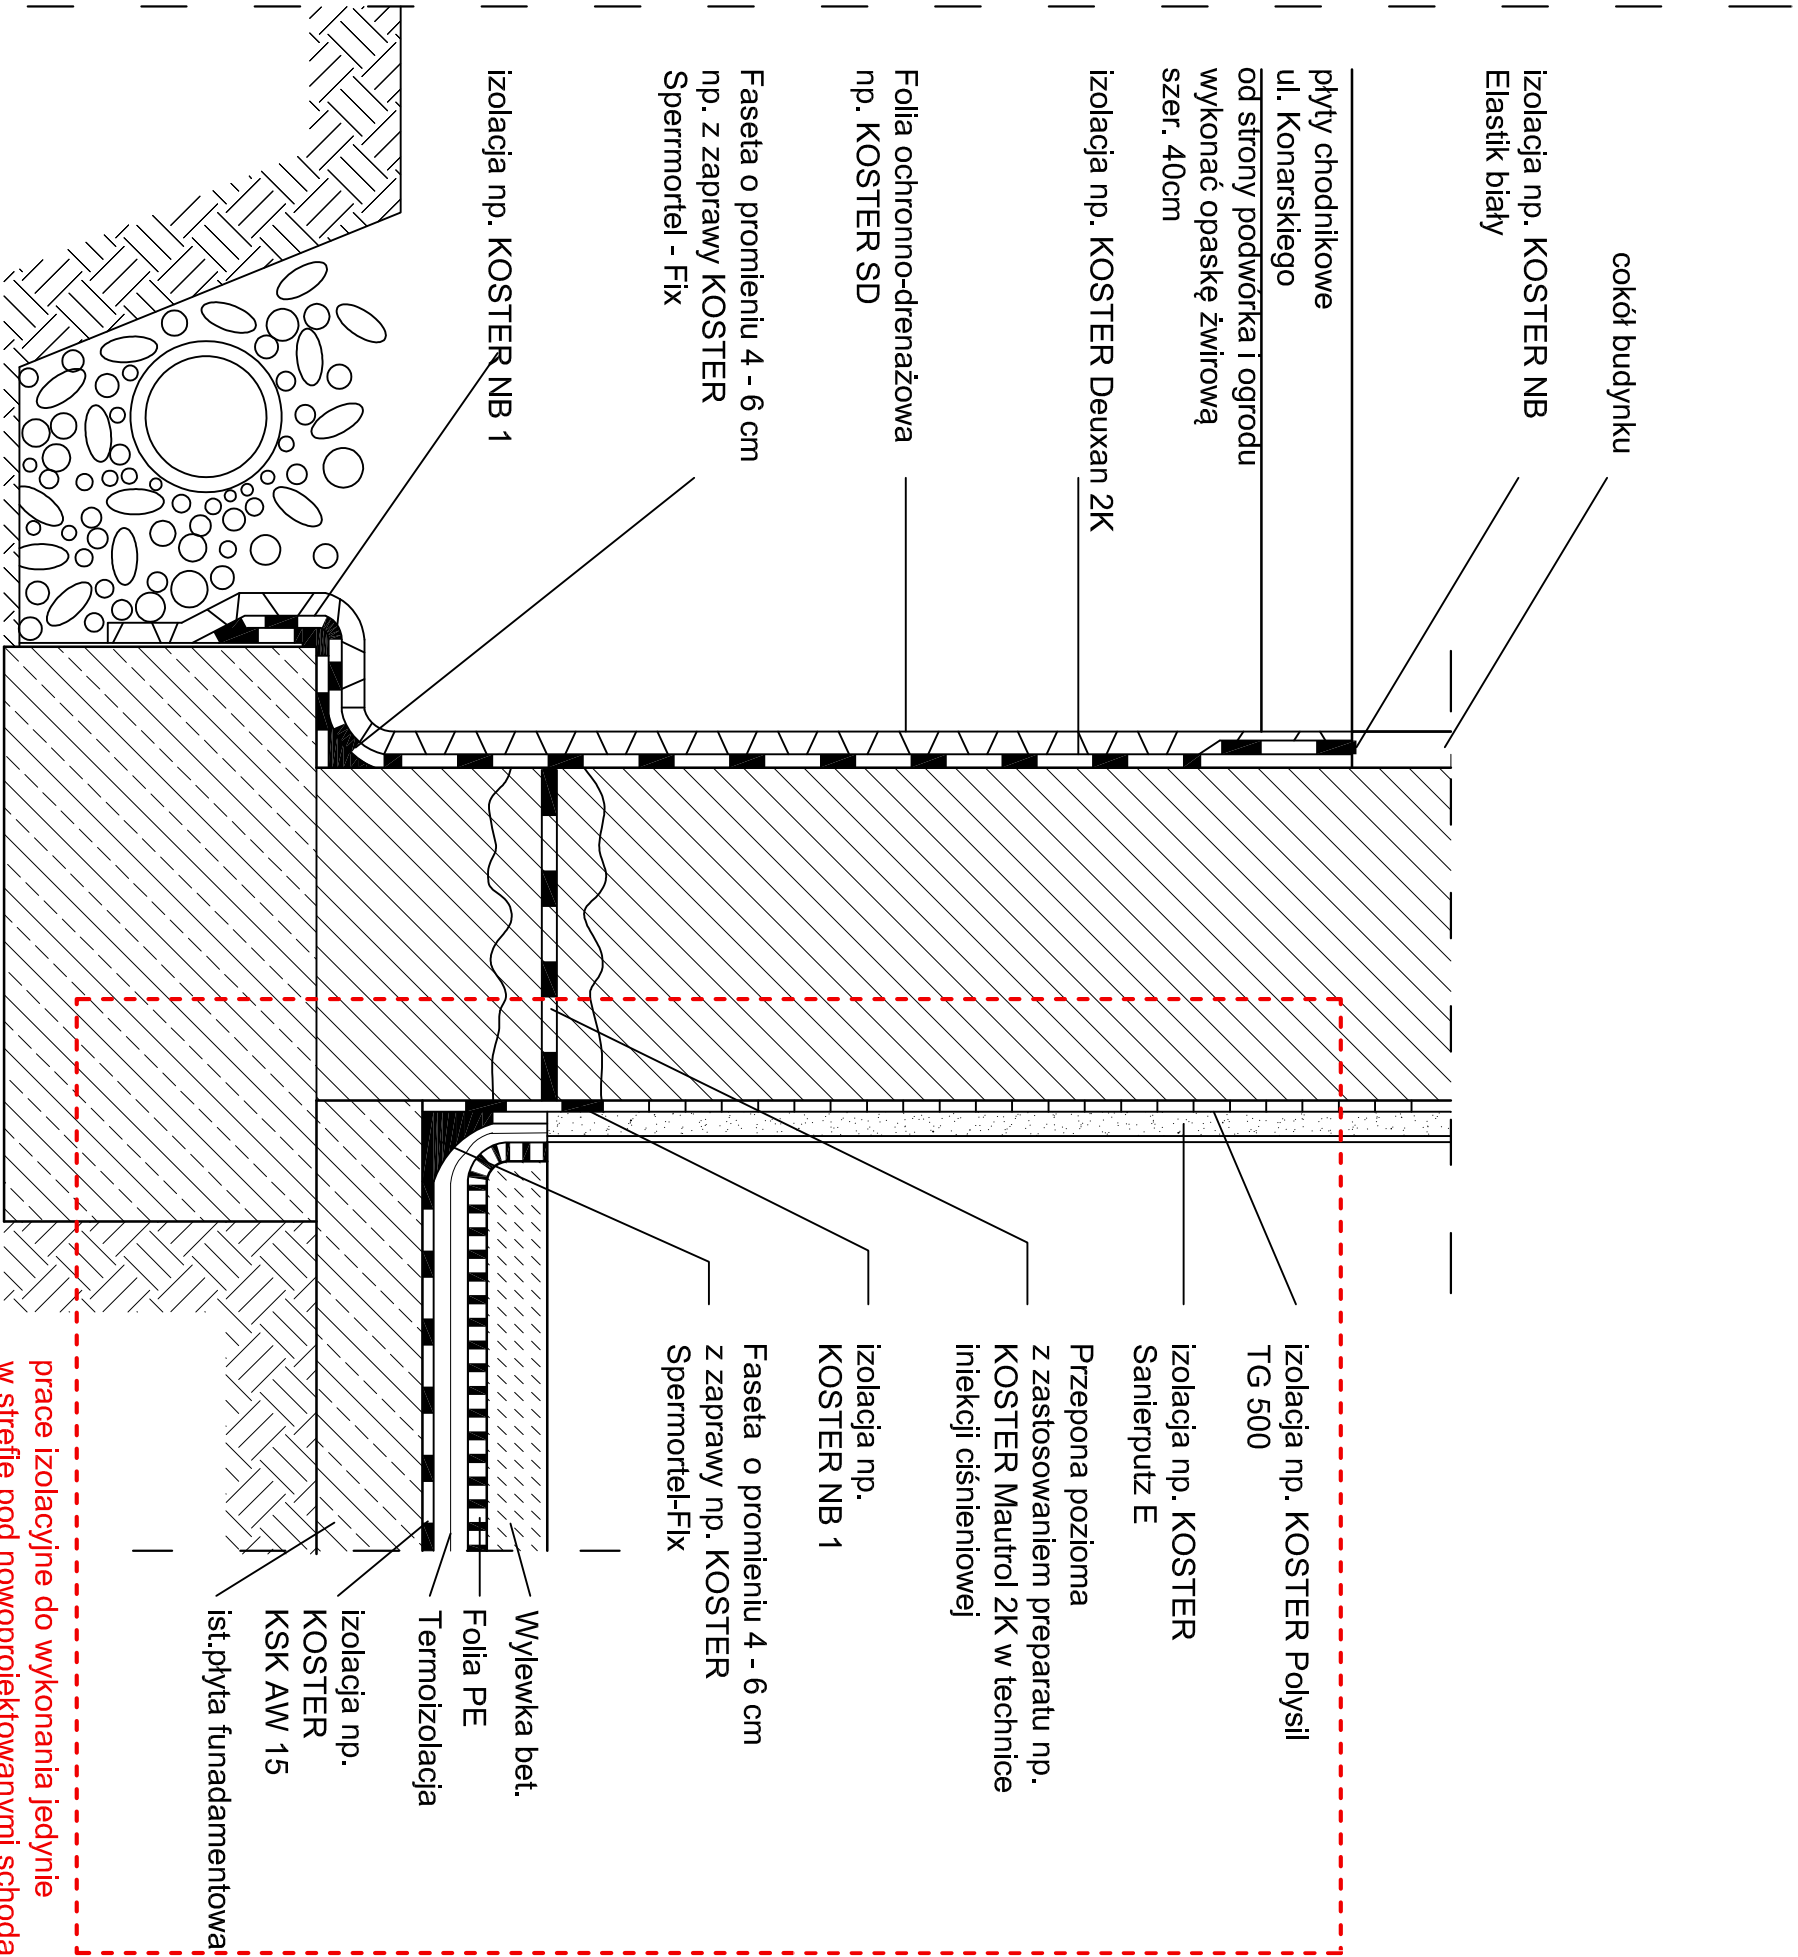 cokół budynku
izolacja np. KOSTER NB
Elastik biały
płyty chodnikowe
ul. Konarskiego
od strony podwórka i ogrodu
wykonać opaskę żwirową
szer. 40cm
izolacja np. KOSTER Deuxan 2K
Folia ochronno-drenażowa
np. KOSTER SD
Faseta o promieniu 4 - 6 cm
np. z zaprawy KOSTER
Sperrmortel - Fix
izolacja np. KOSTER NB 1
izolacja np. KOSTER Polysil
TG 500
izolacja np. KOSTER
Sanierputz E
Przepona pozioma
z zastosowaniem preparatu np.
KOSTER Mautrol 2K w technice
iniekcji ciśnieniowej
izolacja np.
KOSTER NB 1
Faseta o promieniu 4 - 6 cm
z zaprawy np. KOSTER
Spermortel-FIx
Wylewka bet.
Folia PE
Termoizolacja
izolacja np.
KOSTER
KSK AW 15
ist.płyta funadamentowa
prace izolacyjne do wykonania jedynie
w strefie pod nowoprojektowanymi schoda